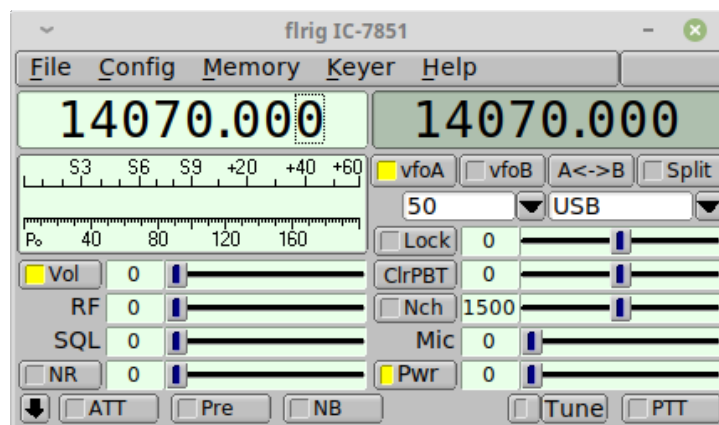 flrig IC-7851
File Config Memory Keyer Help
14070.000 14070.000
S3 S6 S9 +20 +40 +60
vfoA vfoB A<->B Split
50 USB
Po 40 80 120 160
Lock 0
Vol 0 ClrPBT 0
RF 0 Nch 1500
SQL 0 Mic 0
NR 0 Pwr 0
ATT Pre NB Tune PTT